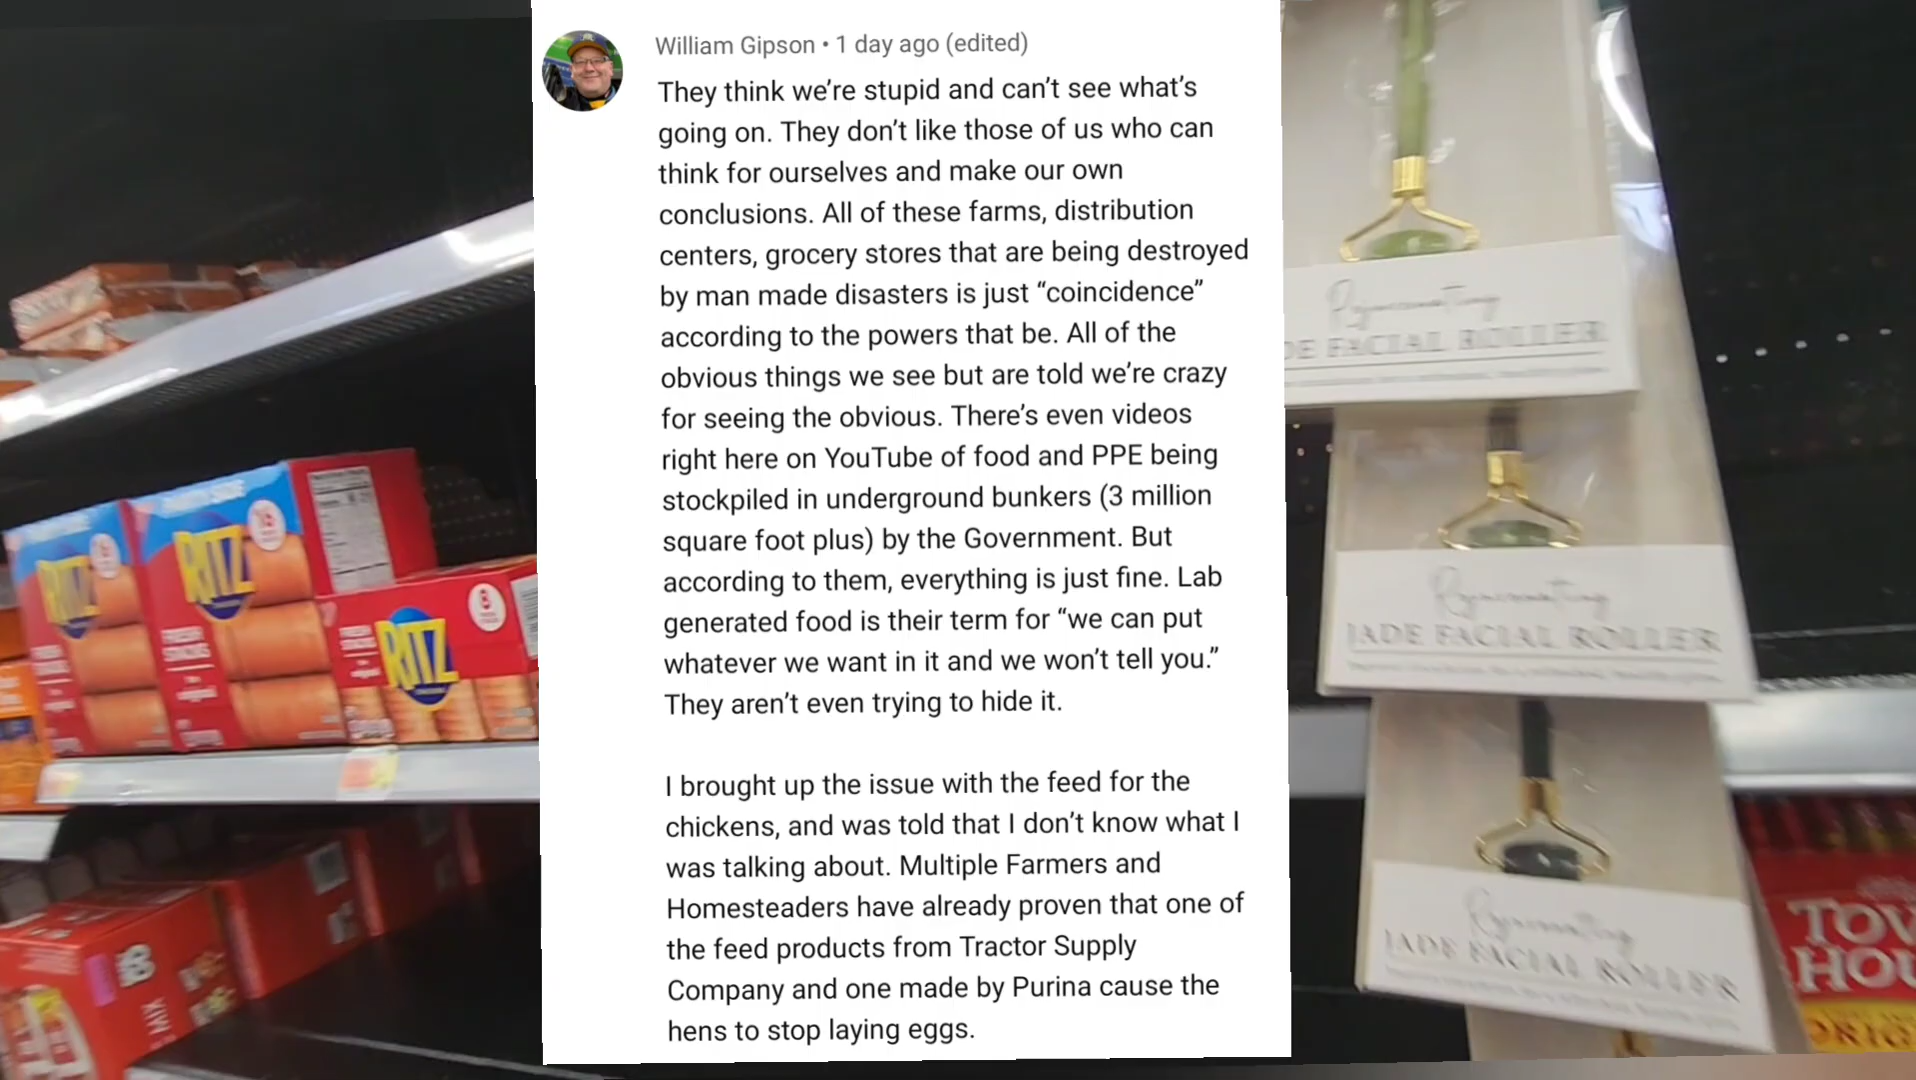 William Gipson • 1 day ago (edited)
They think we're stupid and can't see what's
going on. They don't like those of us who can
think for ourselves and make our own
conclusions. All of these farms, distribution
centers, grocery stores that are being destroyed
by man made disasters is just “coincidence”
according to the powers that be. All of the
obvious things we see but are told we're crazy
for seeing the obvious. There's even videos
right here on YouTube of food and PPE being
stockpiled in underground bunkers (3 million
square foot plus) by the Government. But
according to them, everything is just fine. Lab
generated food is their term for “we can put
whatever we want in it and we won't tell you.”
They aren't even trying to hide it.
I brought up the issue with the feed for the
chickens, and was told that I don't know what I
was talking about. Multiple Farmers and
Homesteaders have already proven that one of
the feed products from Tractor Supply
Company and one made by Purina cause the
hens to stop laying eggs.
RITZ
RITZ
16
RITZ
8
FRESH
STACKS
Rejuvenating
FACIAL ROLLER
Rejuvenating
JADE FACIAL ROLLER
Rejuvenating
JADE FACIAL ROLLER
TOW
HOU
ORIG